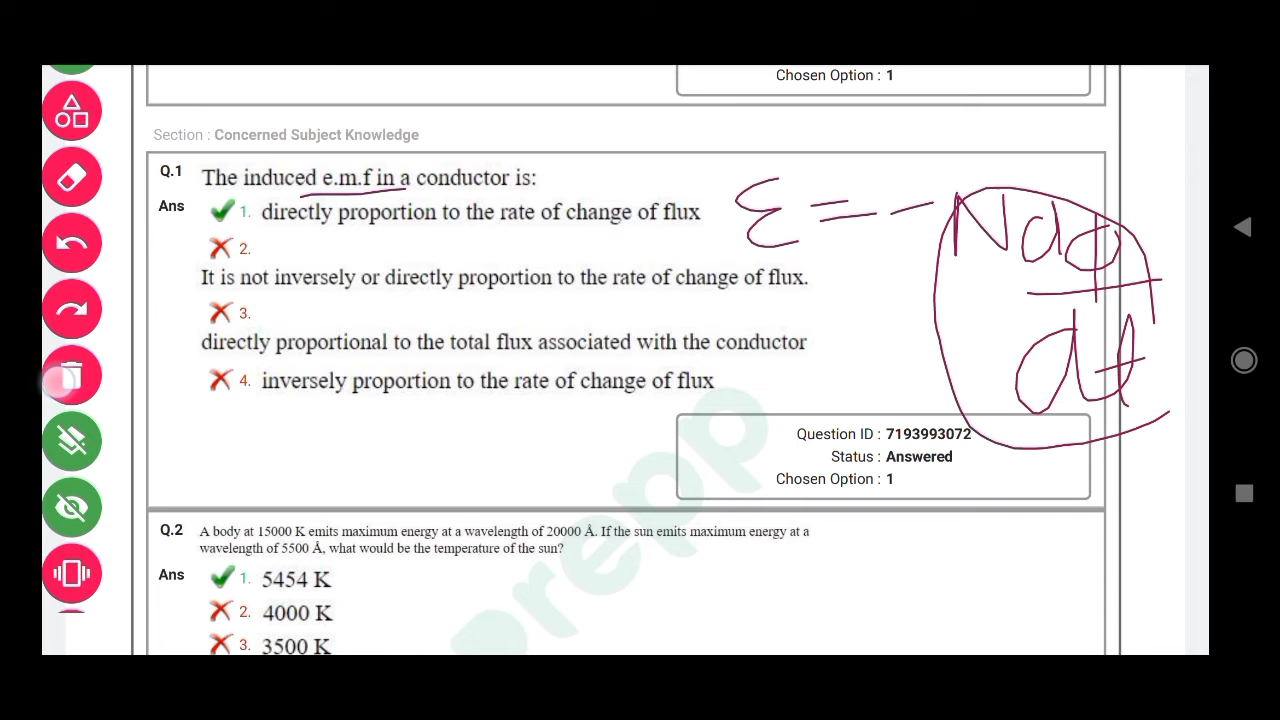 Chosen Option : 1
Section : Concerned Subject Knowledge
Q.1 The induced e.m.f in a conductor is:
Ans 1. directly proportion to the rate of change of flux
2.
It is not inversely or directly proportion to the rate of change of flux.
3.
directly proportional to the total flux associated with the conductor
4. inversely proportion to the rate of change of flux
ε = - N dφ
dt
Question ID : 7193993072
Status : Answered
Chosen Option : 1
Q.2 A body at 15000 K emits maximum energy at a wavelength of 20000 Å. If the sun emits maximum energy at a
wavelength of 5500 Å, what would be the temperature of the sun?
Ans 1. 5454 K
2. 4000 K
3. 3500 K
prepp